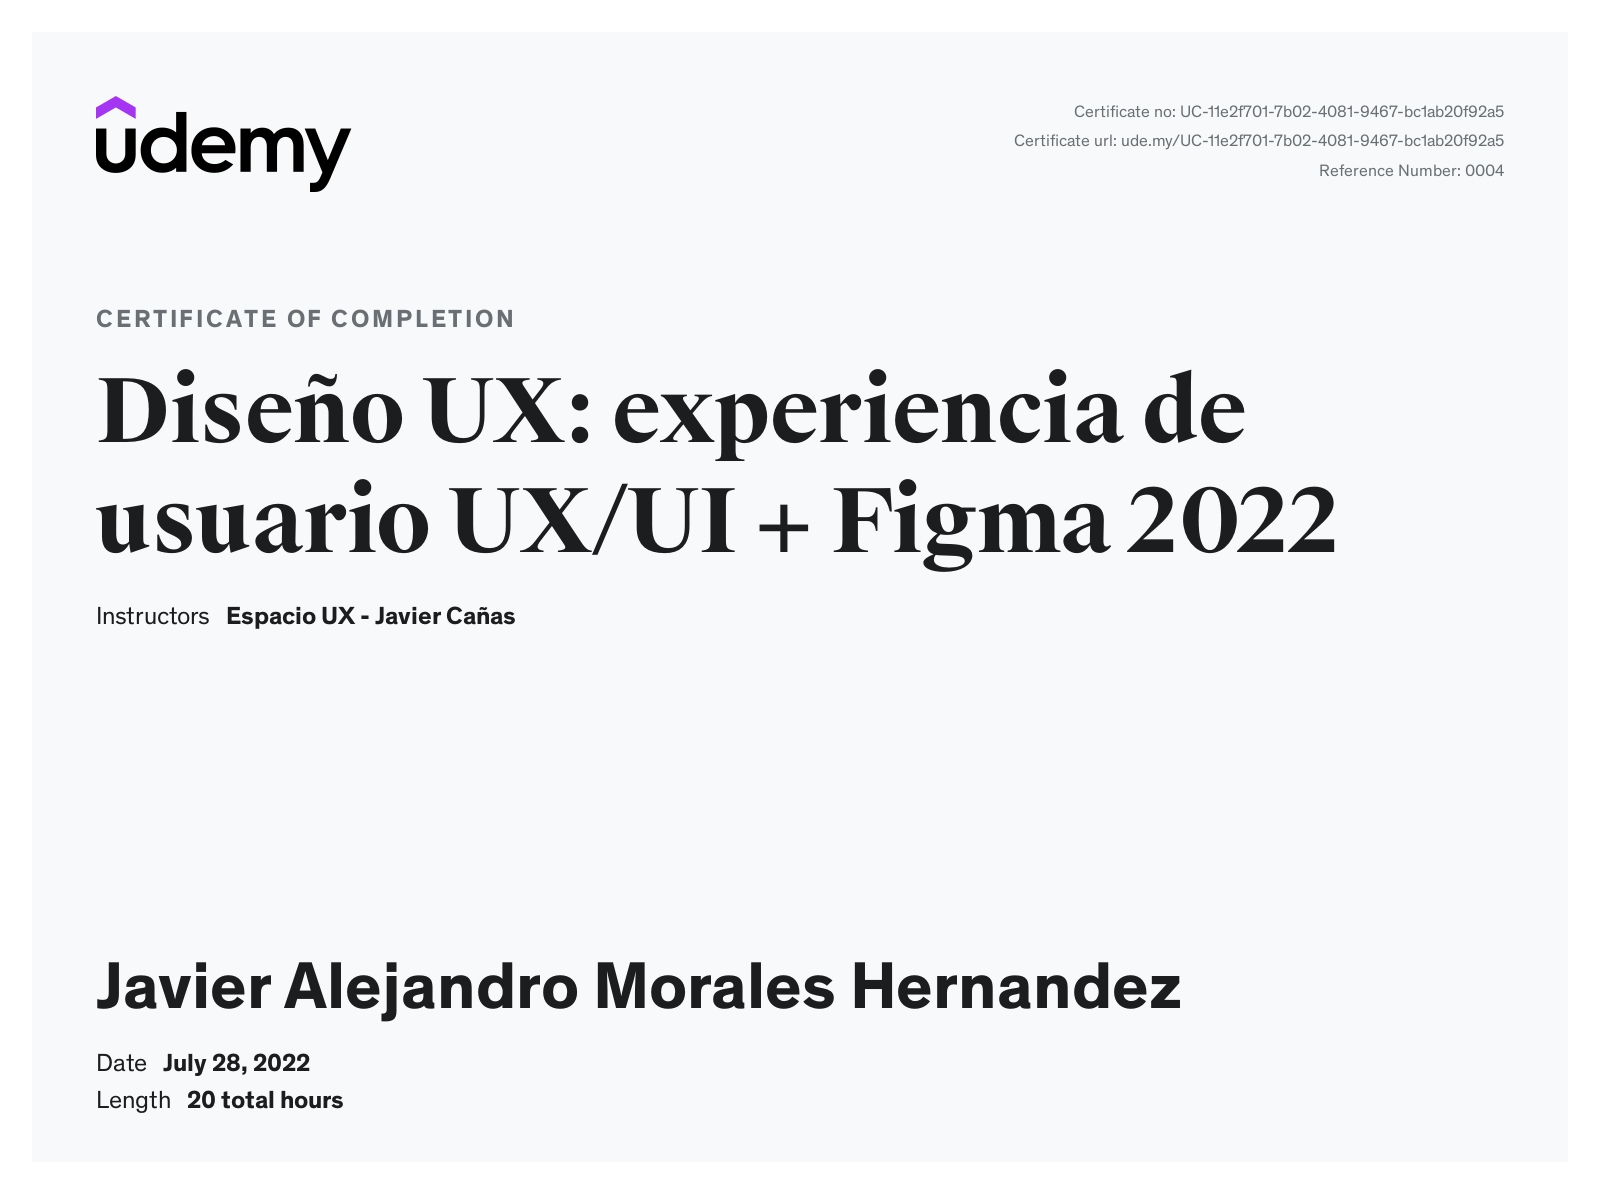 udemy
Certificate no: UC-11e2f701-7b02-4081-9467-bc1ab20f92a5
Certificate url: ude.my/UC-11e2f701-7b02-4081-9467-bc1ab20f92a5
Reference Number: 0004
CERTIFICATE OF COMPLETION
Diseño UX: experiencia de
usuario UX/UI + Figma 2022
Instructors Espacio UX - Javier Cañas
Javier Alejandro Morales Hernandez
Date July 28, 2022
Length 20 total hours